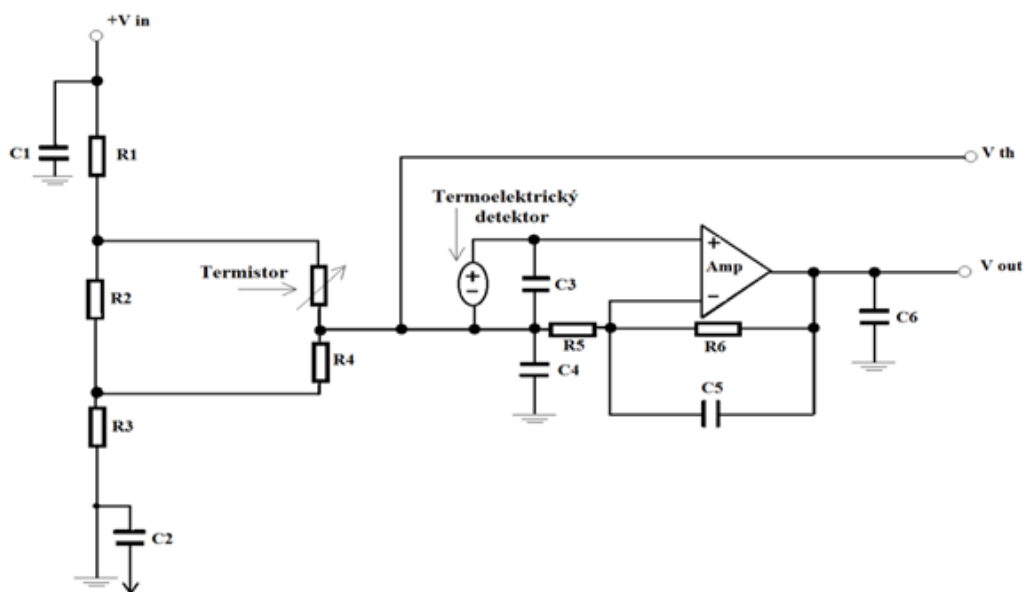 +V in
C1
R1
V th
Termoelektrický
detektor
+
−
Amp
+
−
V out
Termistor
R2
C3
C6
R5
R6
R4
C4
C5
R3
C2